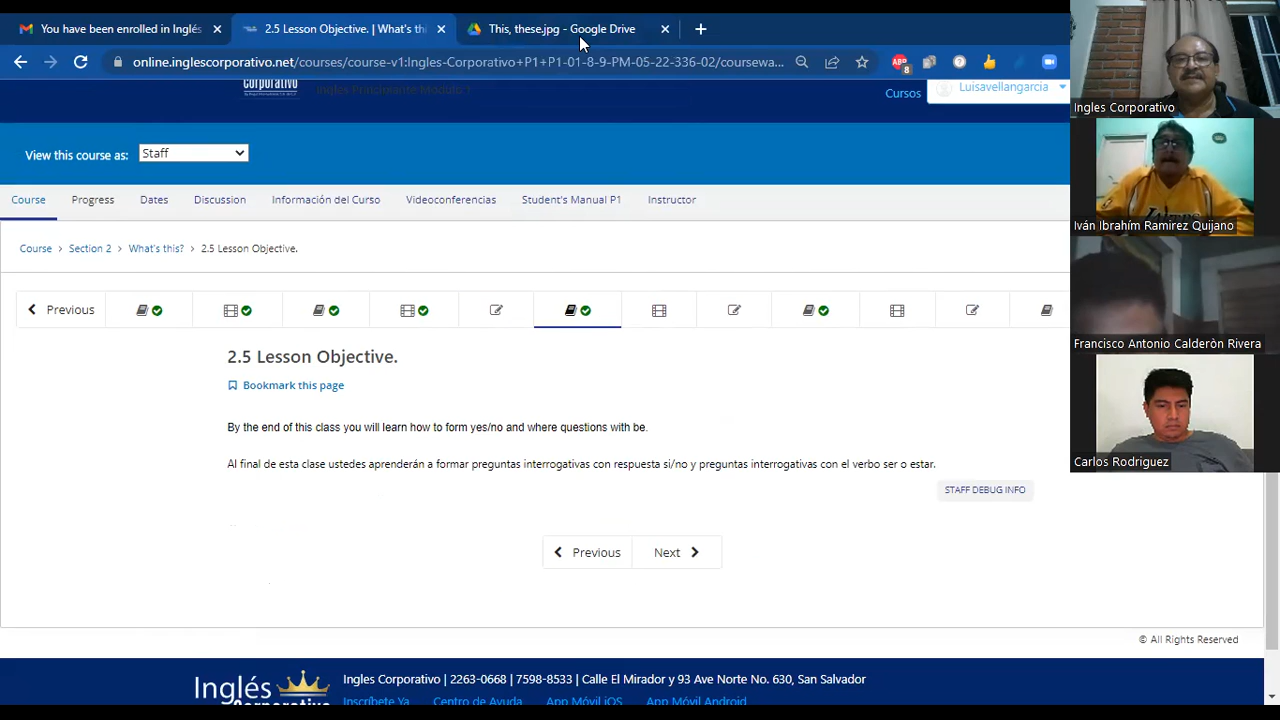 You have been enrolled in Inglés
2.5 Lesson Objective. | What's
This, these.jpg - Google Drive
online.inglescorporativo.net/courses/course-v1:Ingles-Corporativo+P1+P1-01-8-9-PM-05-22-336-02/coursewa...
8
Corporativo
Inglés Principiante Módulo 1
Cursos
Luisavellangarcia
View this course as:
Staff
Course
Progress
Dates
Discussion
Información del Curso
Videoconferencias
Student's Manual P1
Instructor
Course > Section 2 > What's this? > 2.5 Lesson Objective.
Previous
2.5 Lesson Objective.
Bookmark this page
By the end of this class you will learn how to form yes/no and where questions with be.
Al final de esta clase ustedes aprenderán a formar preguntas interrogativas con respuesta si/no y preguntas interrogativas con el verbo ser o estar.
STAFF DEBUG INFO
Previous
Next
© All Rights Reserved
Inglés
Corporativo
Ingles Corporativo | 2263-0668 | 7598-8533 | Calle El Mirador y 93 Ave Norte No. 630, San Salvador
Inscríbete Ya
Centro de Ayuda
App Móvil iOS
App Móvil Android
Ingles Corporativo
Iván Ibrahím Ramirez Quijano
Francisco Antonio Calderòn Rivera
Carlos Rodriguez